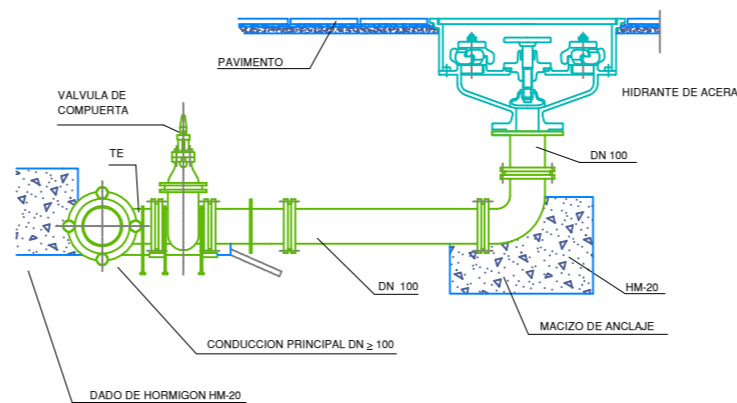 PAVIMENTO
HIDRANTE DE ACERA
VALVULA DE
COMPUERTA
TE
DN 100
DN 100
HM-20
MACIZO DE ANCLAJE
CONDUCCION PRINCIPAL DN ≥ 100
DADO DE HORMIGON HM-20